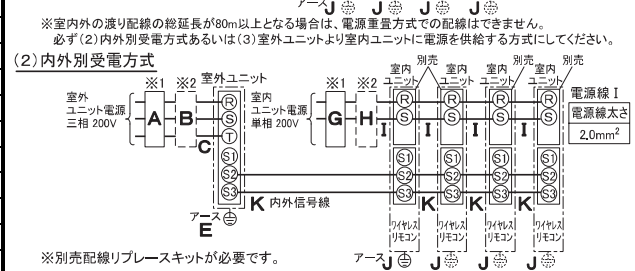 アース J J J J
※室内外の渡り配線の総延長が80m以上となる場合は、電源重畳方式での配線はできません。
必ず(2)内外別受電方式あるいは(3)室外ユニットより室内ユニットに電源を供給する方式にしてください。
(2)内外別受電方式
別売 別売 別売
※1 ※2 室外ユニット ※1 ※2 室内ユニット 室内ユニット 室内ユニット 室内ユニット
室外ユニット電源 三相 200V
A B C
R
S
T
S1
S2
S3
室内ユニット電源 単相 200V
G H
R R R R
S S S S
I I I I
S1 S1 S1 S1
S2 S2 S2 S2
S3 S3 S3 S3
電源線 I
電源線太さ
2.0mm²
K 内外信号線 K K K
アース
E
ワイヤレスリモコン ワイヤレスリモコン ワイヤレスリモコン ワイヤレスリモコン
※別売配線リプレースキットが必要です。
アース J J J J